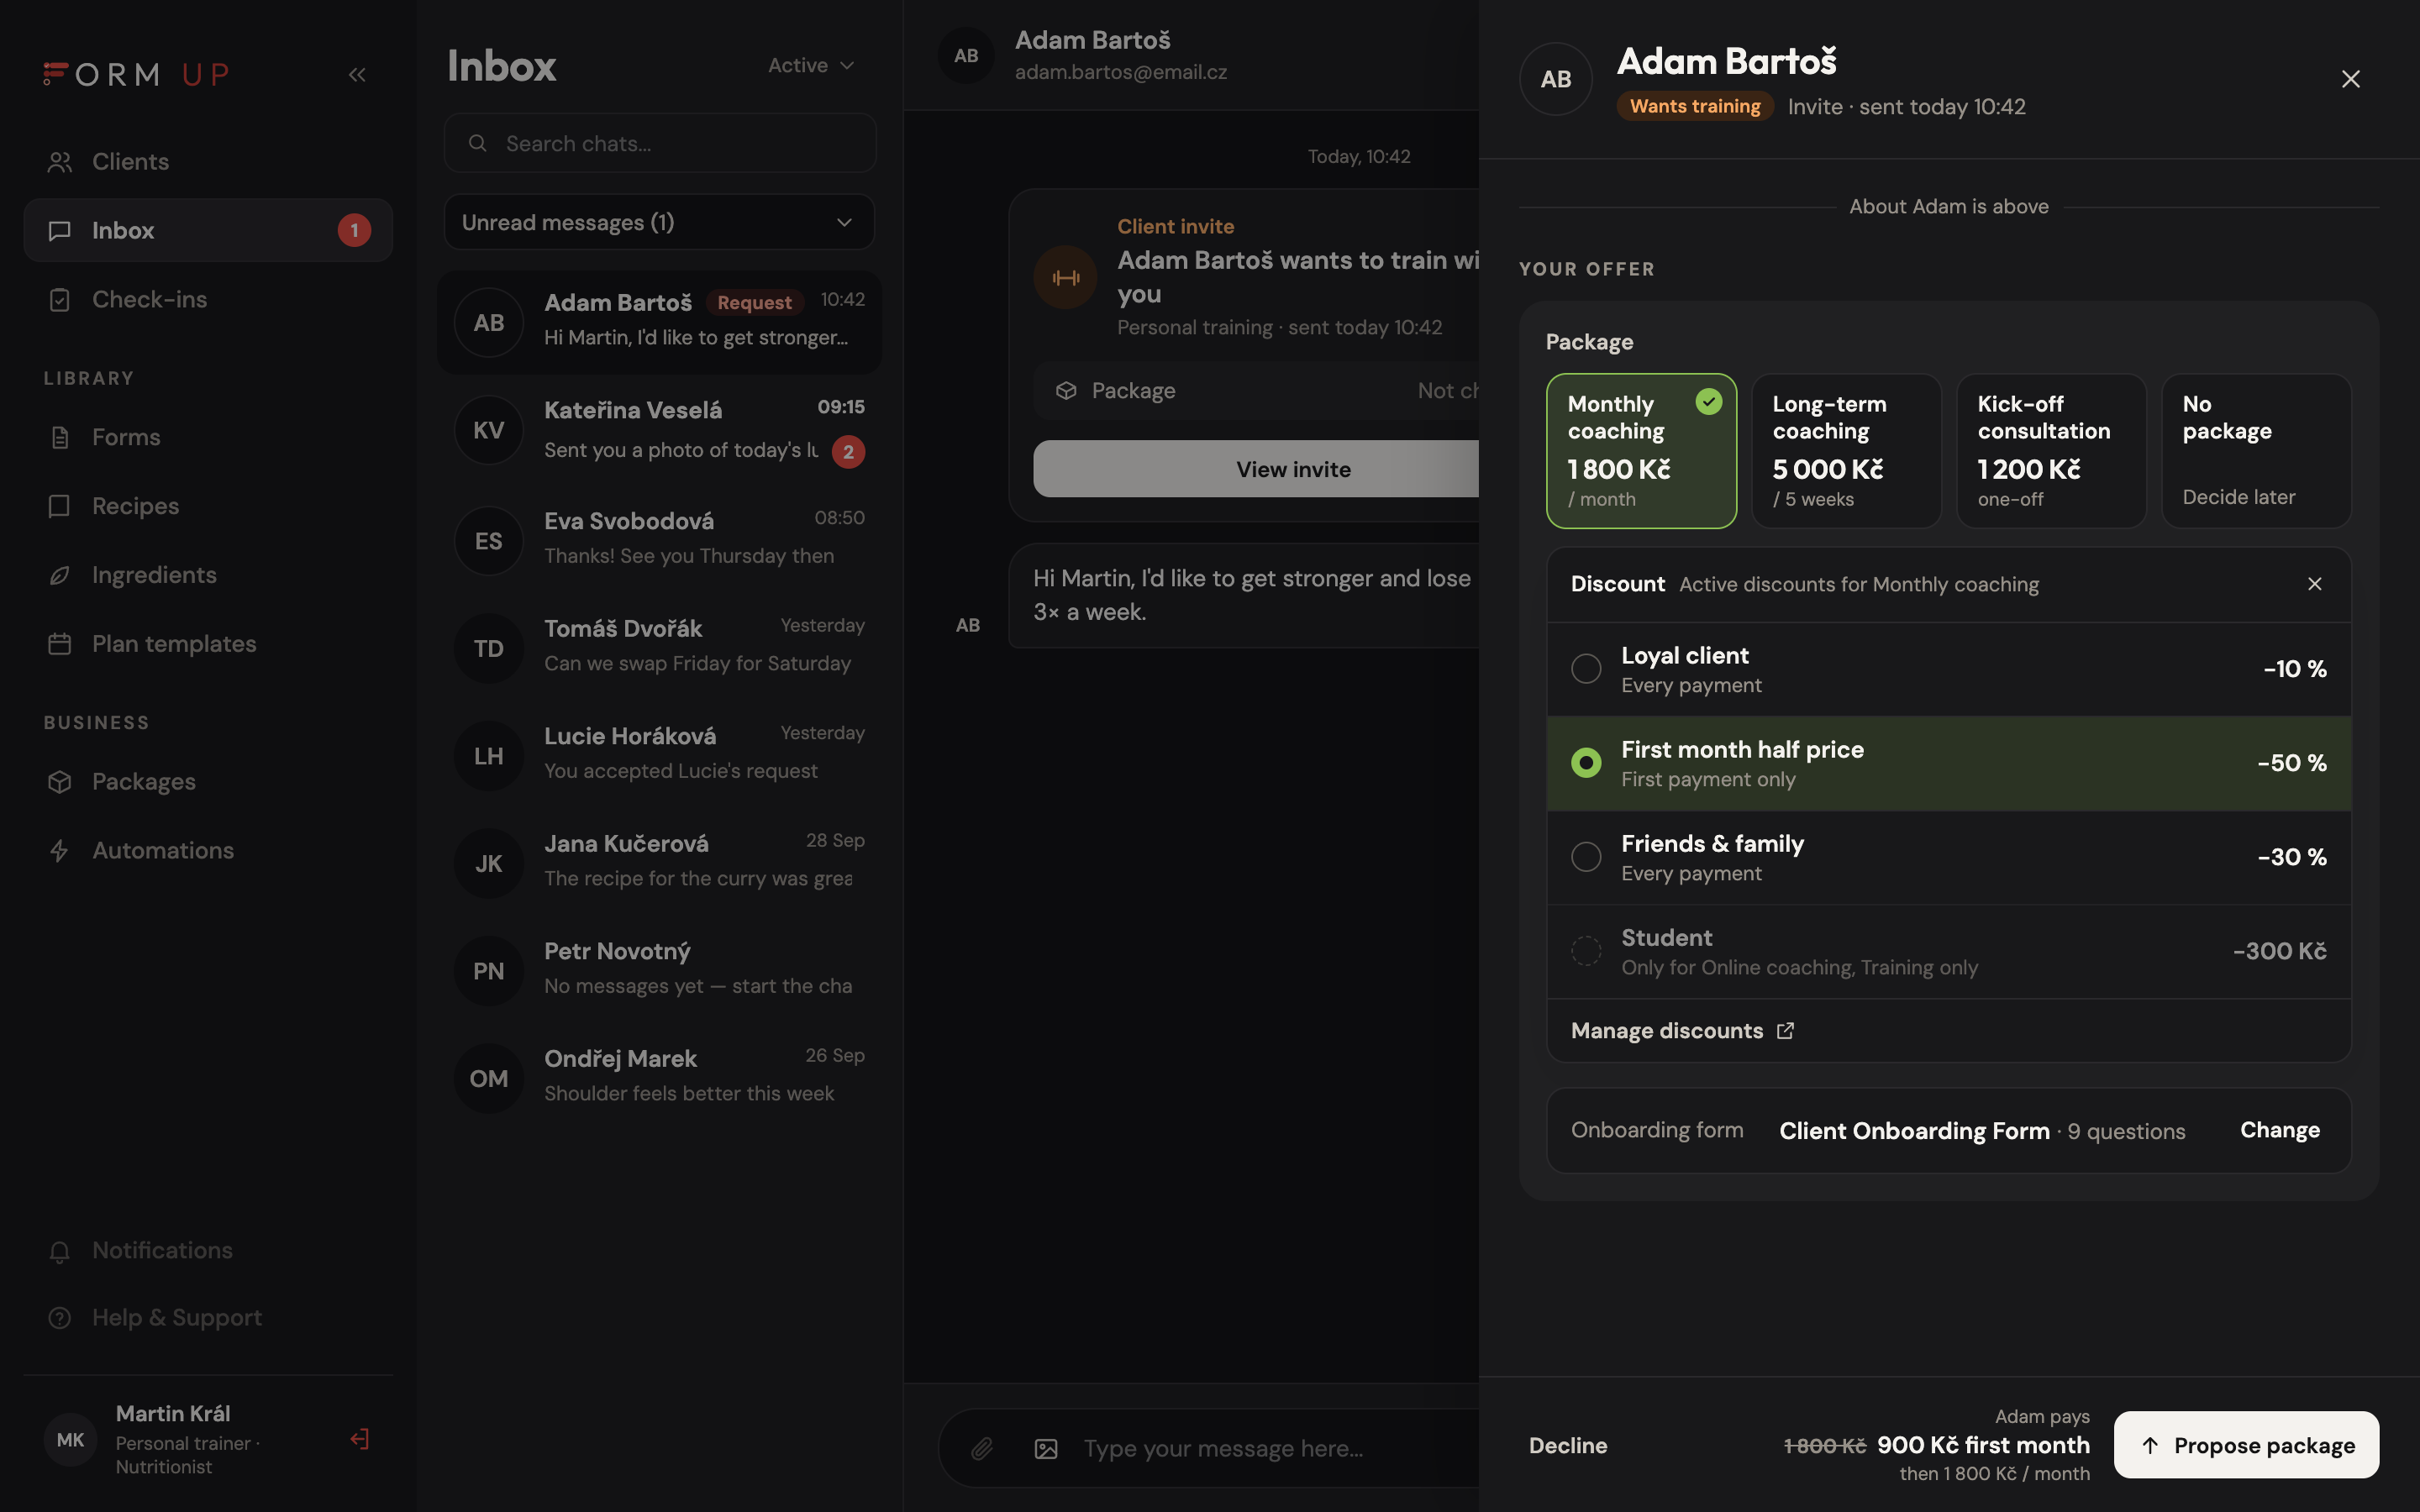 FORM UP
Clients
Inbox
1
Check-ins
LIBRARY
Forms
Recipes
Ingredients
Plan templates
BUSINESS
Packages
Automations
Notifications
Help & Support
MK
Martin Král
Personal trainer ·
Nutritionist
Inbox
Active
Search chats...
Unread messages (1)
AB
Adam Bartoš
Request
10:42
Hi Martin, I'd like to get stronger...
KV
Kateřina Veselá
09:15
Sent you a photo of today's lu
2
ES
Eva Svobodová
08:50
Thanks! See you Thursday then
TD
Tomáš Dvořák
Yesterday
Can we swap Friday for Saturday
LH
Lucie Horáková
Yesterday
You accepted Lucie's request
JK
Jana Kučerová
28 Sep
The recipe for the curry was grea
PN
Petr Novotný
No messages yet — start the cha
OM
Ondřej Marek
26 Sep
Shoulder feels better this week
AB
Adam Bartoš
adam.bartos@email.cz
Today, 10:42
Client invite
Adam Bartoš wants to train wi
you
Personal training · sent today 10:42
Package
Not ch
View invite
Hi Martin, I'd like to get stronger and lose
3× a week.
AB
Type your message here...
AB
Adam Bartoš
Wants training
Invite · sent today 10:42
About Adam is above
YOUR OFFER
Package
Monthly
coaching
1 800 Kč
/ month
Long-term
coaching
5 000 Kč
/ 5 weeks
Kick-off
consultation
1 200 Kč
one-off
No
package
Decide later
Discount Active discounts for Monthly coaching
Loyal client
Every payment
−10 %
First month half price
First payment only
−50 %
Friends & family
Every payment
−30 %
Student
Only for Online coaching, Training only
−300 Kč
Manage discounts
Onboarding form
Client Onboarding Form · 9 questions
Change
Decline
Adam pays
1 800 Kč 900 Kč first month
then 1 800 Kč / month
Propose package